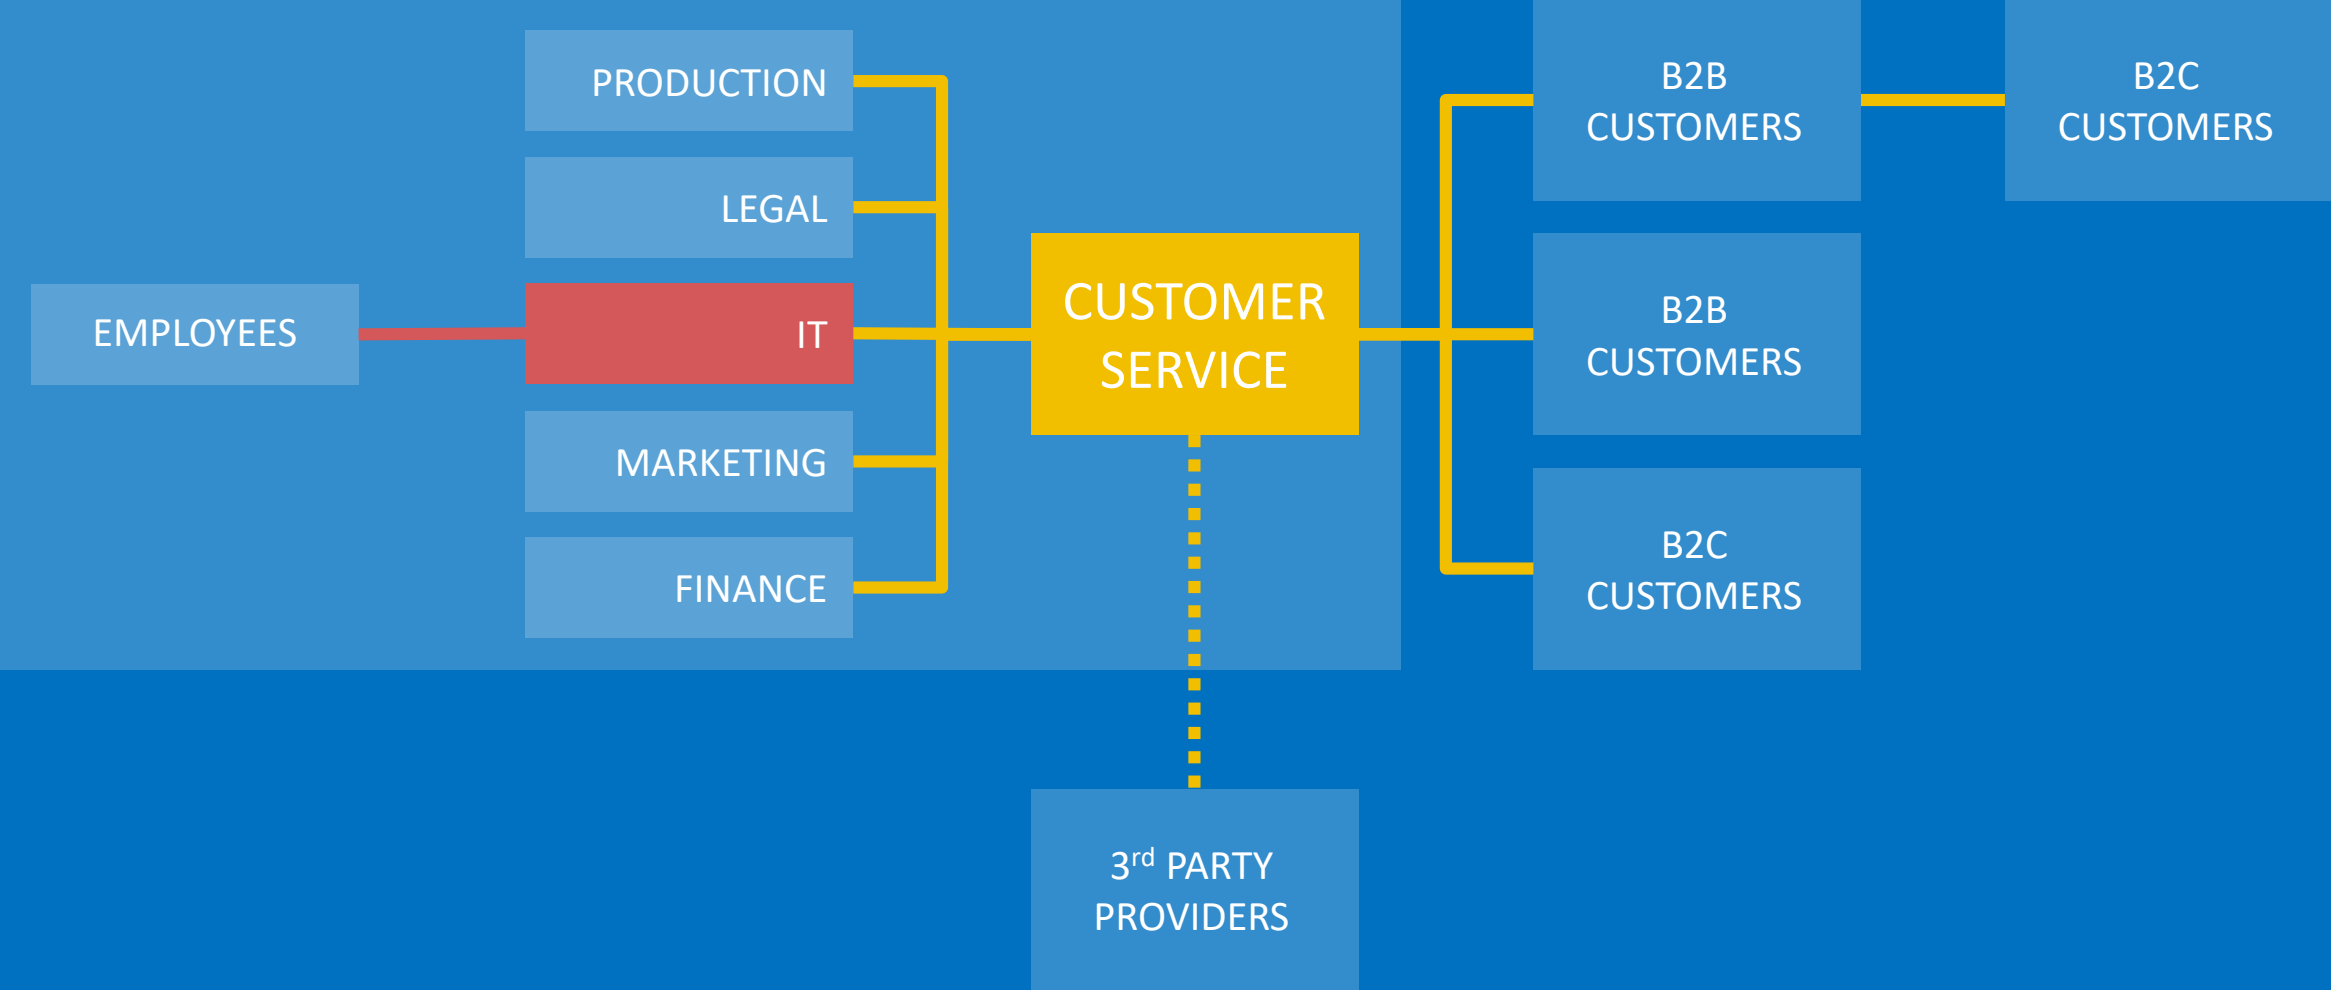 PRODUCTION
LEGAL
EMPLOYEES
IT
MARKETING
FINANCE
CUSTOMER
SERVICE
B2B
CUSTOMERS
B2C
CUSTOMERS
B2B
CUSTOMERS
B2C
CUSTOMERS
3rd PARTY
PROVIDERS